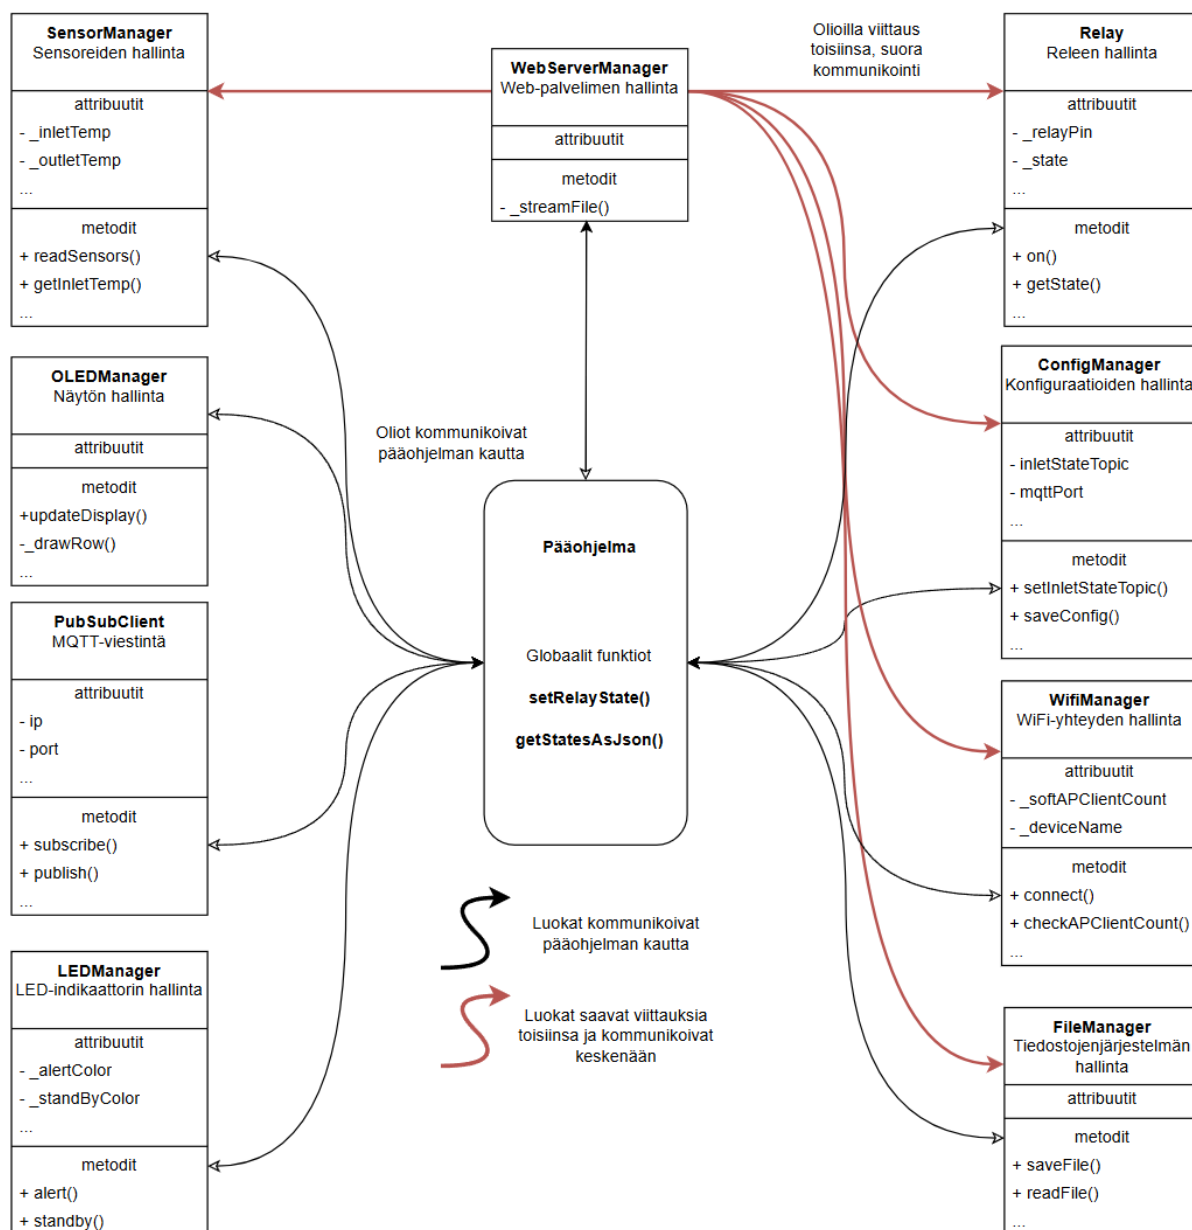 SensorManager
Sensoreiden hallinta
attribuutit
- _inletTemp
- _outletTemp
...
metodit
+ readSensors()
+ getInletTemp()
...
OLEDManager
Näytön hallinta
attribuutit
metodit
+updateDisplay()
-_drawRow()
...
PubSubClient
MQTT-viestintä
attribuutit
- ip
- port
...
metodit
+ subscribe()
+ publish()
...
LEDManager
LED-indikaattorin hallinta
attribuutit
- _alertColor
- _standByColor
...
metodit
+ alert()
+ standby()
WebServerManager
Web-palvelimen hallinta
attribuutit
metodit
- _streamFile()
Olioilla viittaus
toisiinsa, suora
kommunikointi
Oliot kommunikoivat
pääohjelman kautta
Pääohjelma
Globaalit funktiot
setRelayState()
getStatesAsJson()
Luokat kommunikoivat
pääohjelman kautta
Luokat saavat viittauksia
toisiinsa ja kommunikoivat
keskenään
Relay
Releen hallinta
attribuutit
- _relayPin
- _state
...
metodit
+ on()
+ getState()
...
ConfigManager
Konfiguraatioiden hallinta
attribuutit
- inletStateTopic
- mqttPort
...
metodit
+ setInletStateTopic()
+ saveConfig()
...
WifiManager
WiFi-yhteyden hallinta
attribuutit
- _softAPClientCount
- _deviceName
metodit
+ connect()
+ checkAPClientCount()
...
FileManager
Tiedostojenjärjestelmän
hallinta
attribuutit
metodit
+ saveFile()
+ readFile()
...